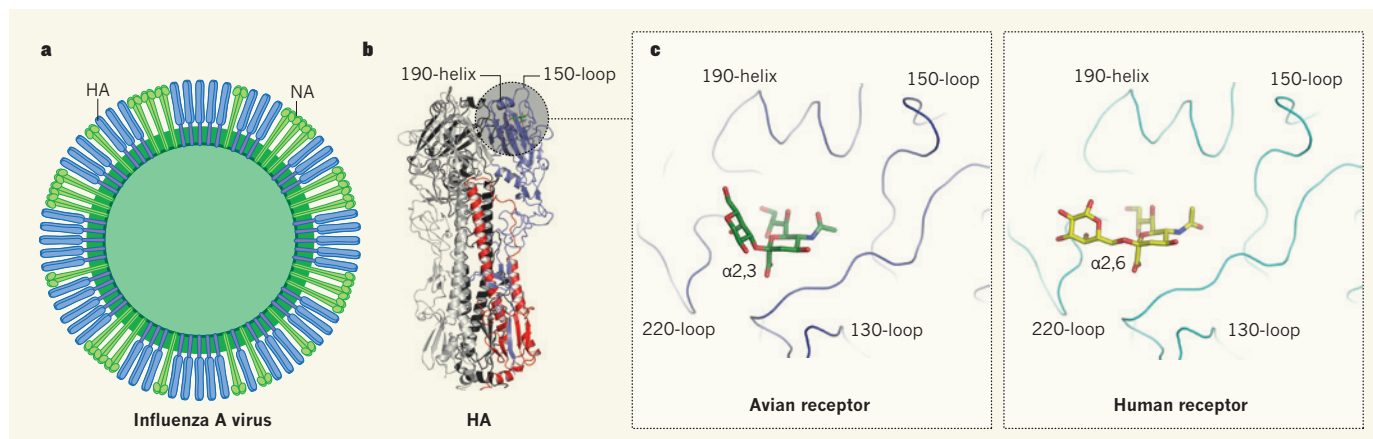 a
HA
NA
Influenza A virus
b
190-helix
150-loop
HA
c
190-helix
150-loop
α2,3
220-loop
130-loop
Avian receptor
190-helix
150-loop
α2,6
220-loop
130-loop
Human receptor